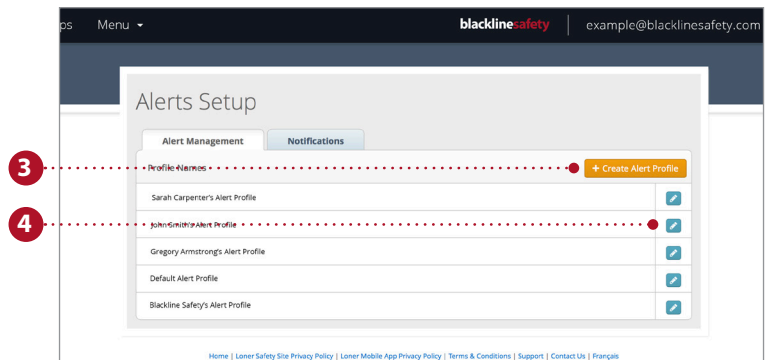 ps Menu blacklinesafety example@blacklinesafety.com
Alerts Setup
Alert Management Notifications
3 Profile Names + Create Alert Profile
Sarah Carpenter's Alert Profile
4 John Smith's Alert Profile
Gregory Armstrong's Alert Profile
Default Alert Profile
Blackline Safety's Alert Profile
Home | Loner Safety Site Privacy Policy | Loner Mobile App Privacy Policy | Terms & Conditions | Support | Contact Us | Français